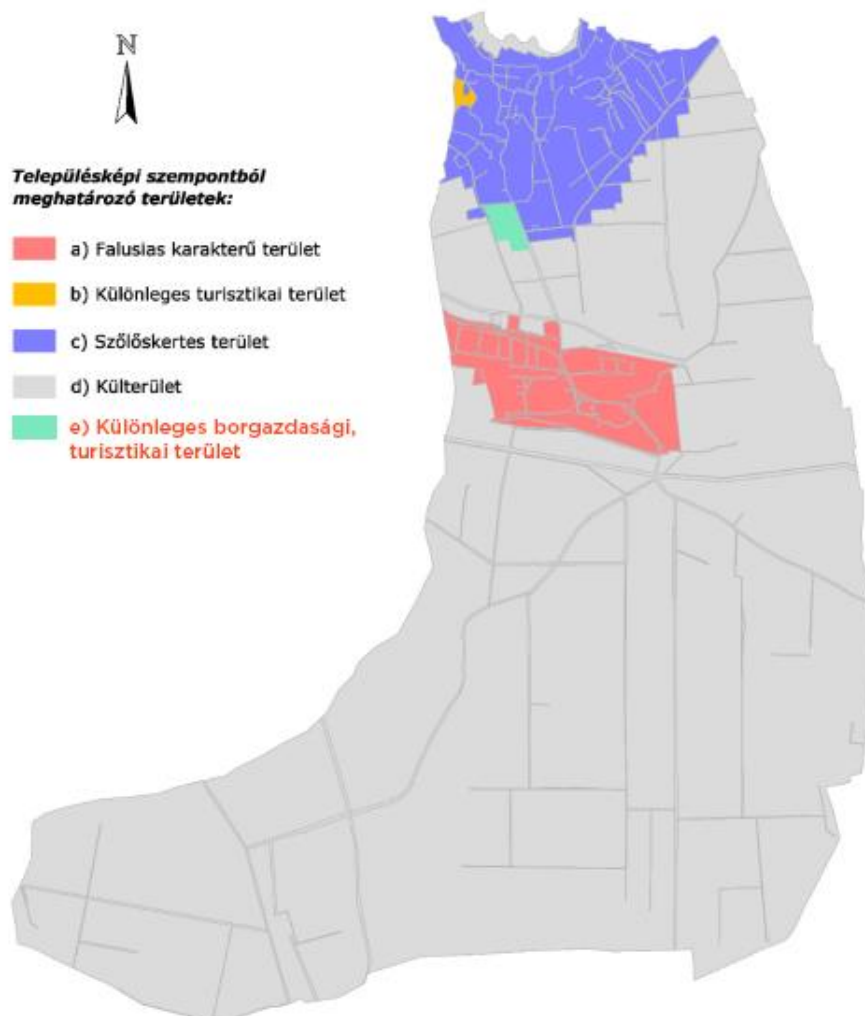 N
Településképi szempontból
meghatározó területek:
a) Falusias karakterű terület
b) Különleges turisztikai terület
c) Szőlőskertes terület
d) Külterület
e) Különleges borgazdasági,
turisztikai terület